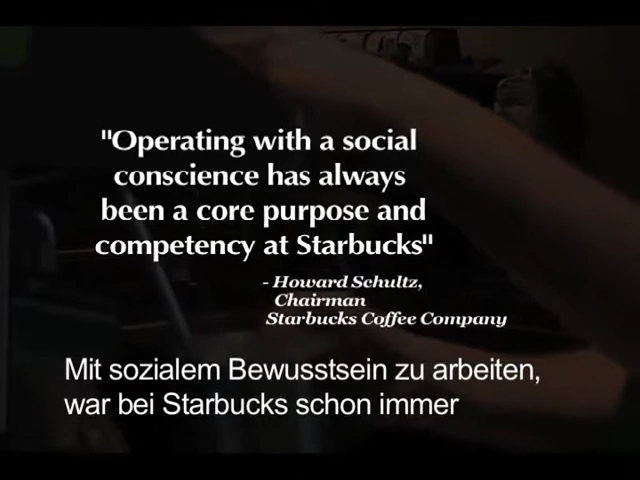 "Operating with a social
conscience has always
been a core purpose and
competency at Starbucks"
- Howard Schultz,
Chairman
Starbucks Coffee Company
Mit sozialem Bewusstsein zu arbeiten,
war bei Starbucks schon immer